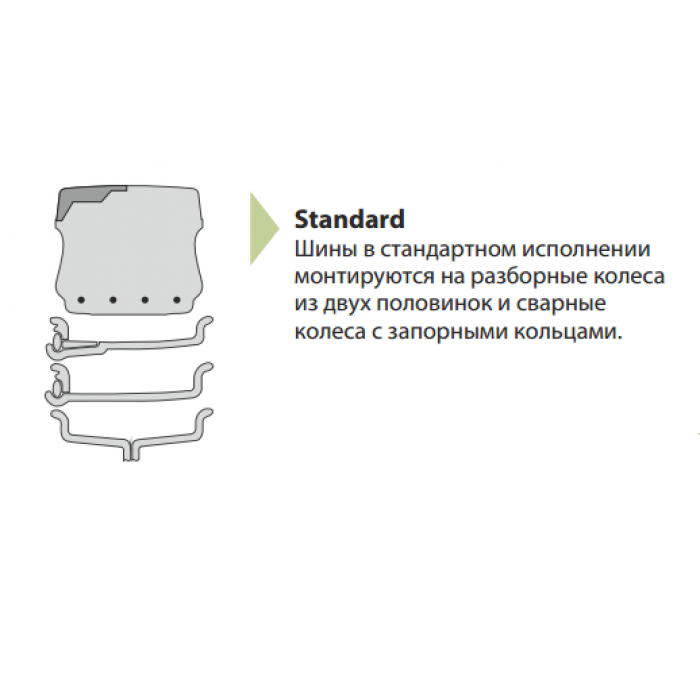 Standard
Шины в стандартном исполнении
монтируются на разборные колеса
из двух половинок и сварные
колеса с запорными кольцами.